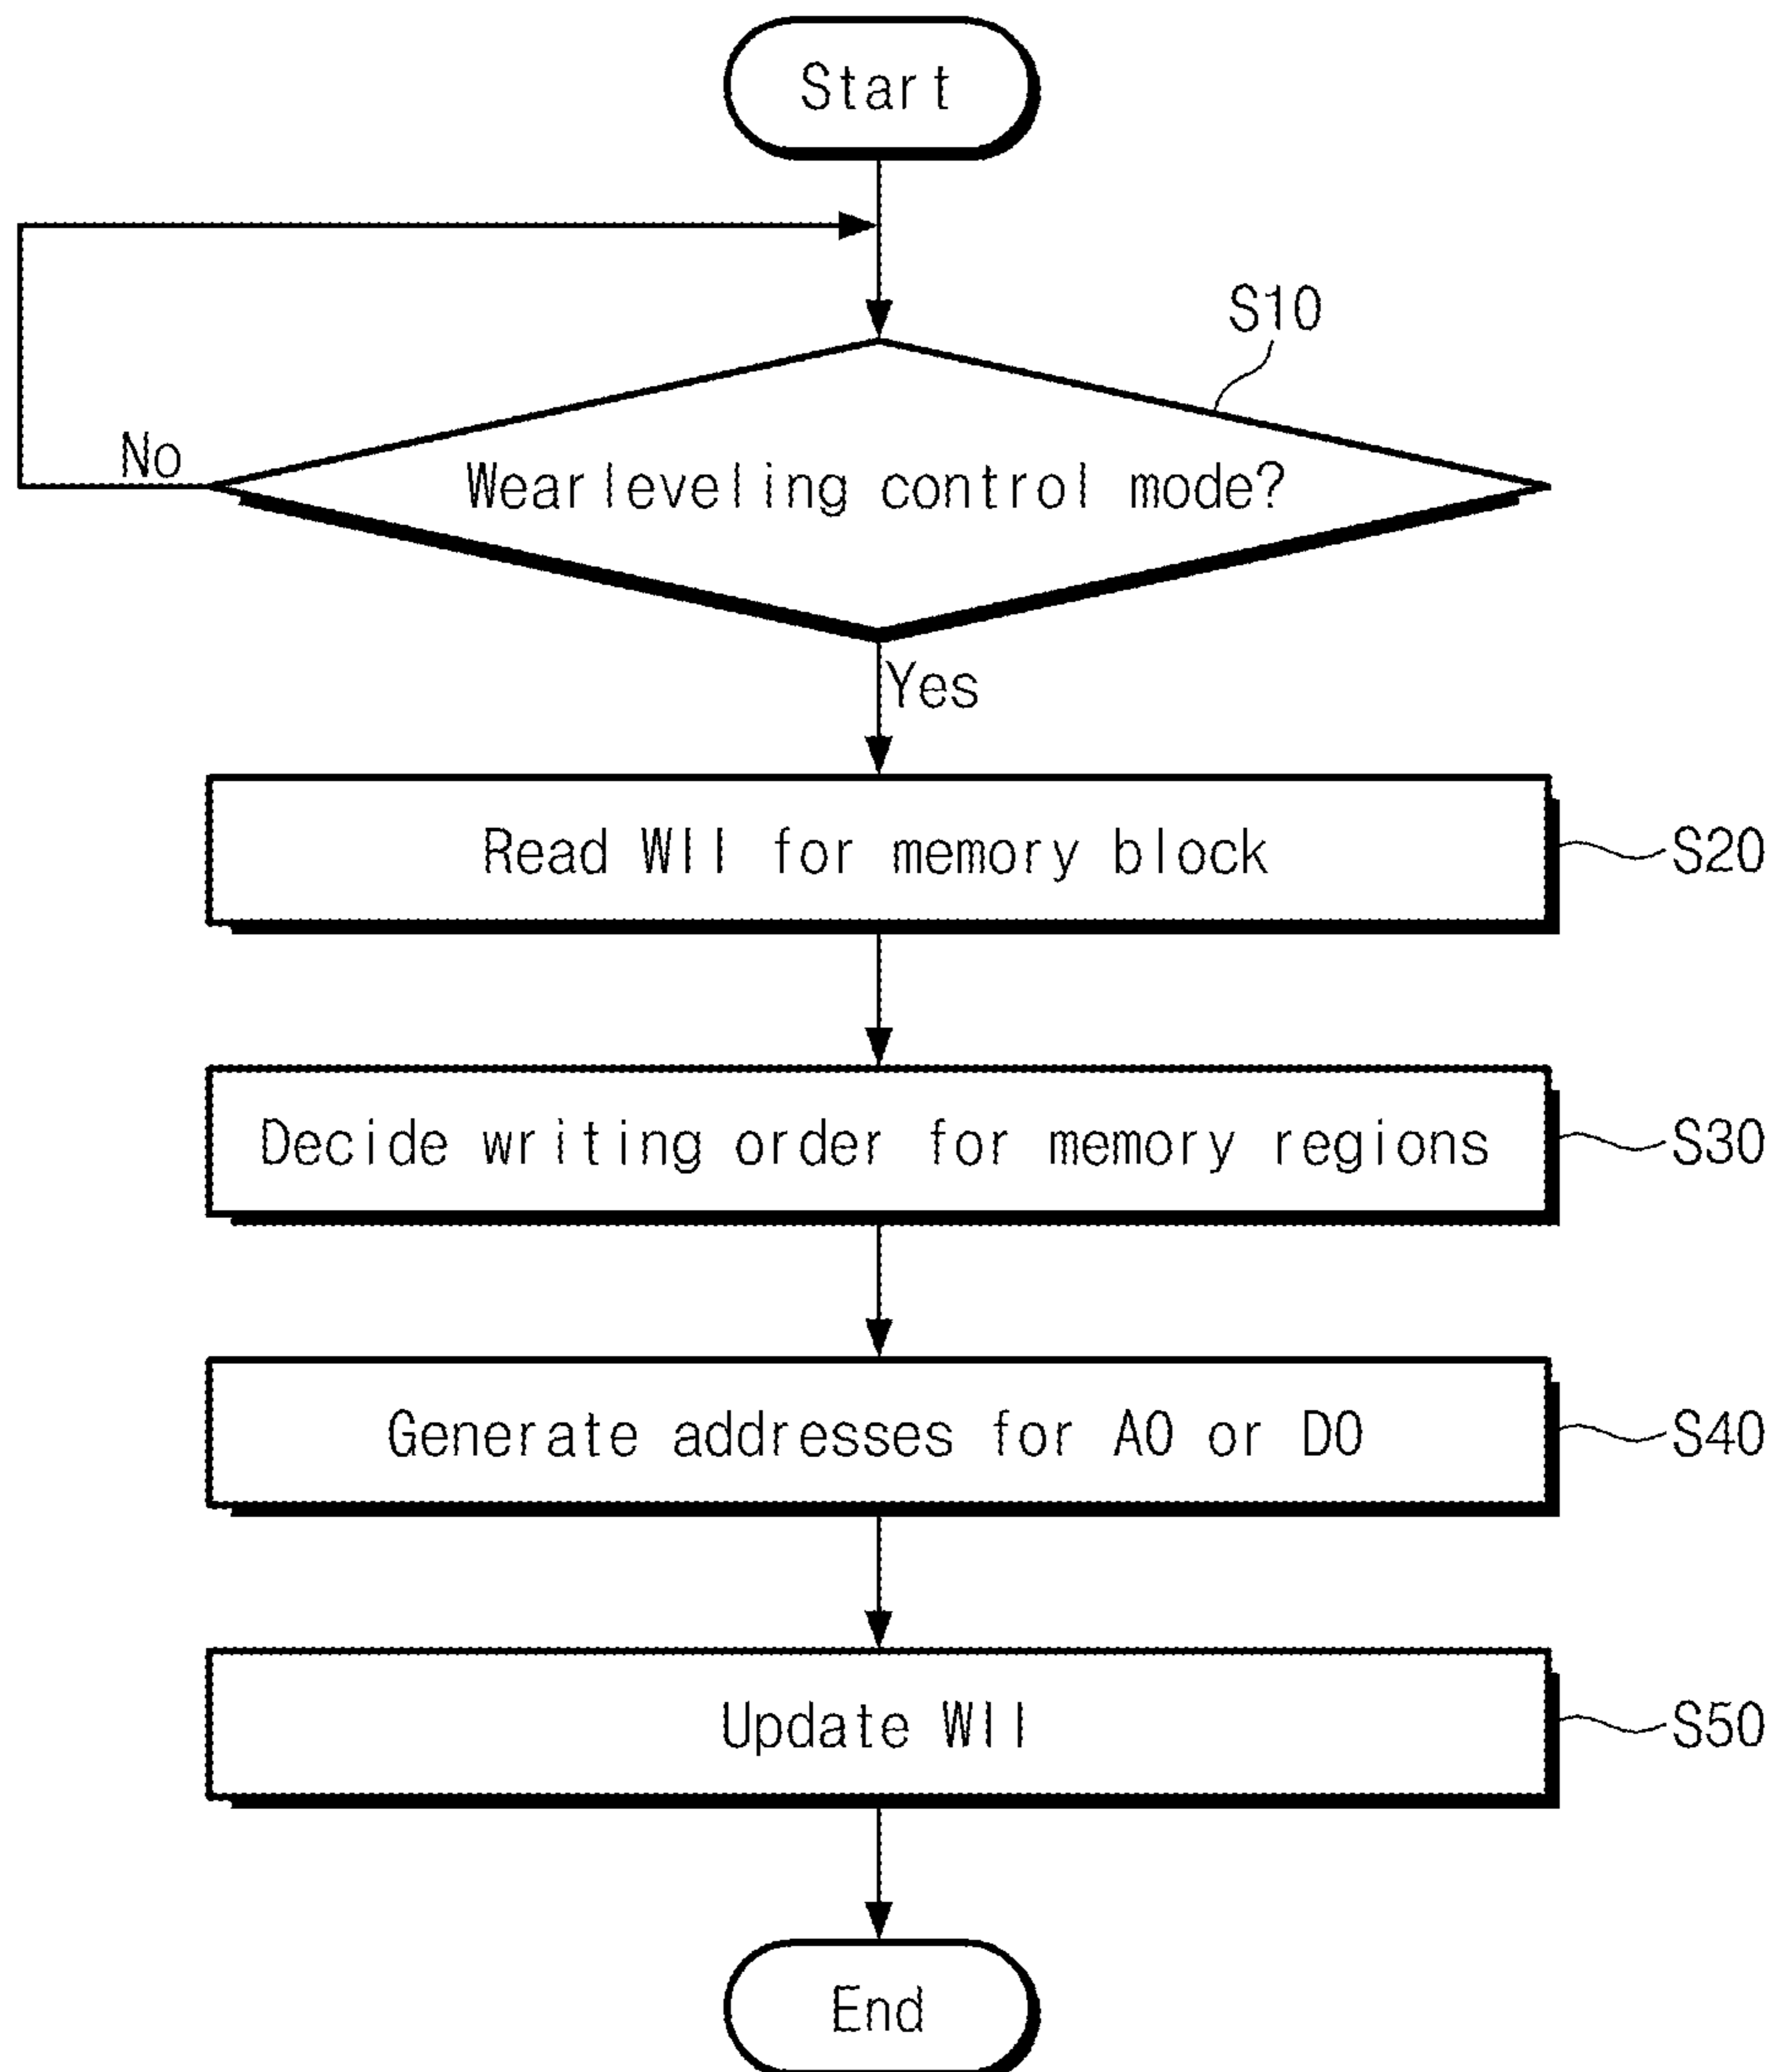 Start
S10
No
Wearleveling control mode?
Yes
Read WII for memory block
S20
Decide writing order for memory regions
S30
Generate addresses for AO or DO
S40
Update WII
S50
End